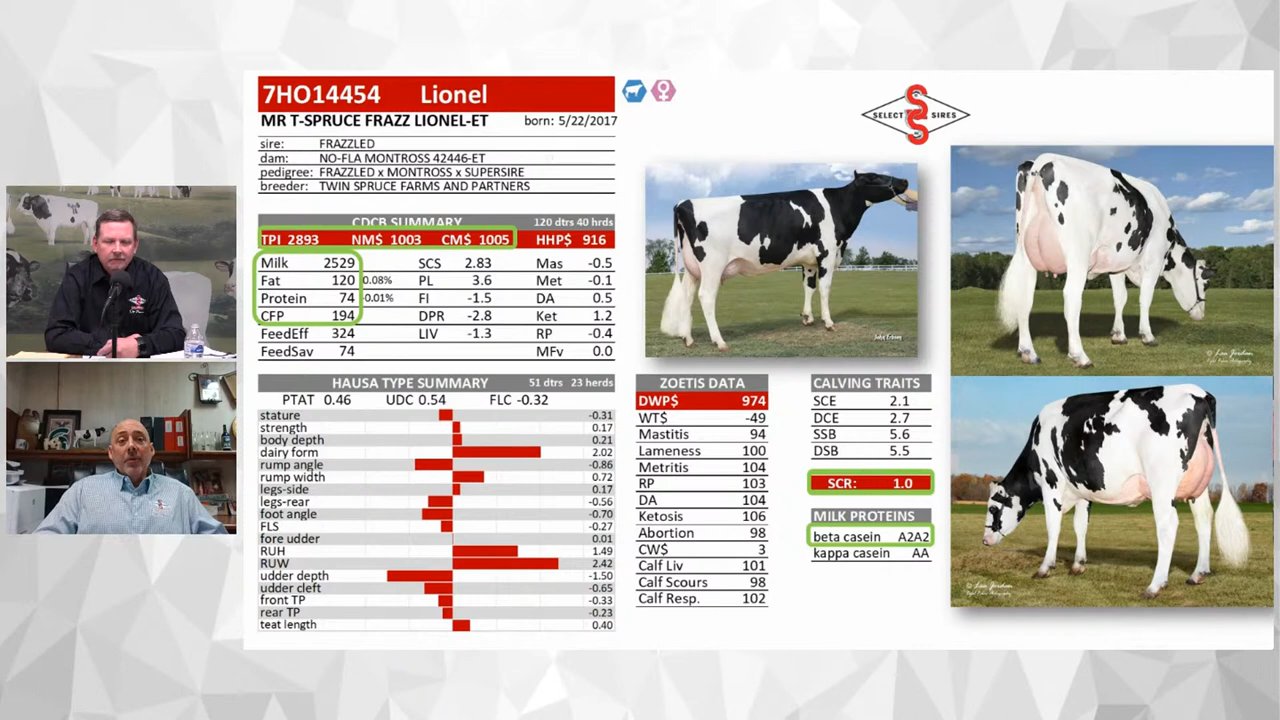 7HO14454 Lionel
MR T-SPRUCE FRAZZ LIONEL-ET born: 5/22/2017
sire: FRAZZLED
dam: NO-FLA MONTROSS 42446-ET
pedigree: FRAZZLED x MONTROSS x SUPERSIRE
breeder: TWIN SPRUCE FARMS AND PARTNERS
CDCB SUMMARY 120 dtrs 40 hrds
TPI 2893 NM$ 1003 CM$ 1005 HHP$ 916
Milk 2529 SCS 2.83 Mas -0.5
Fat 120 0.08% PL 3.6 Met -0.1
Protein 74 -0.01% FI -1.5 DA 0.5
CFP 194 DPR -2.8 Ket 1.2
FeedEff 324 LIV -1.3 RP -0.4
FeedSav 74 MFv 0.0
HAUSA TYPE SUMMARY 51 dtrs 23 herds
PTAT 0.46 UDC 0.54 FLC -0.32
stature -0.31
strength 0.17
body depth 0.21
dairy form 2.02
rump angle -0.86
rump width 0.72
legs-side 0.17
legs-rear -0.56
foot angle -0.70
FLS -0.27
fore udder 0.01
RUH 1.49
RUW 2.42
udder depth -1.50
udder cleft -0.65
front TP -0.33
rear TP -0.23
teat length 0.40
SELECT SIRES
ZOETIS DATA
DWP$ 974
WT$ -49
Mastitis 94
Lameness 100
Metritis 104
RP 103
DA 104
Ketosis 106
Abortion 98
CW$ 3
Calf Liv 101
Calf Scours 98
Calf Resp. 102
CALVING TRAITS
SCE 2.1
DCE 2.7
SSB 5.6
DSB 5.5
SCR: 1.0
MILK PROTEINS
beta casein A2A2
kappa casein AA